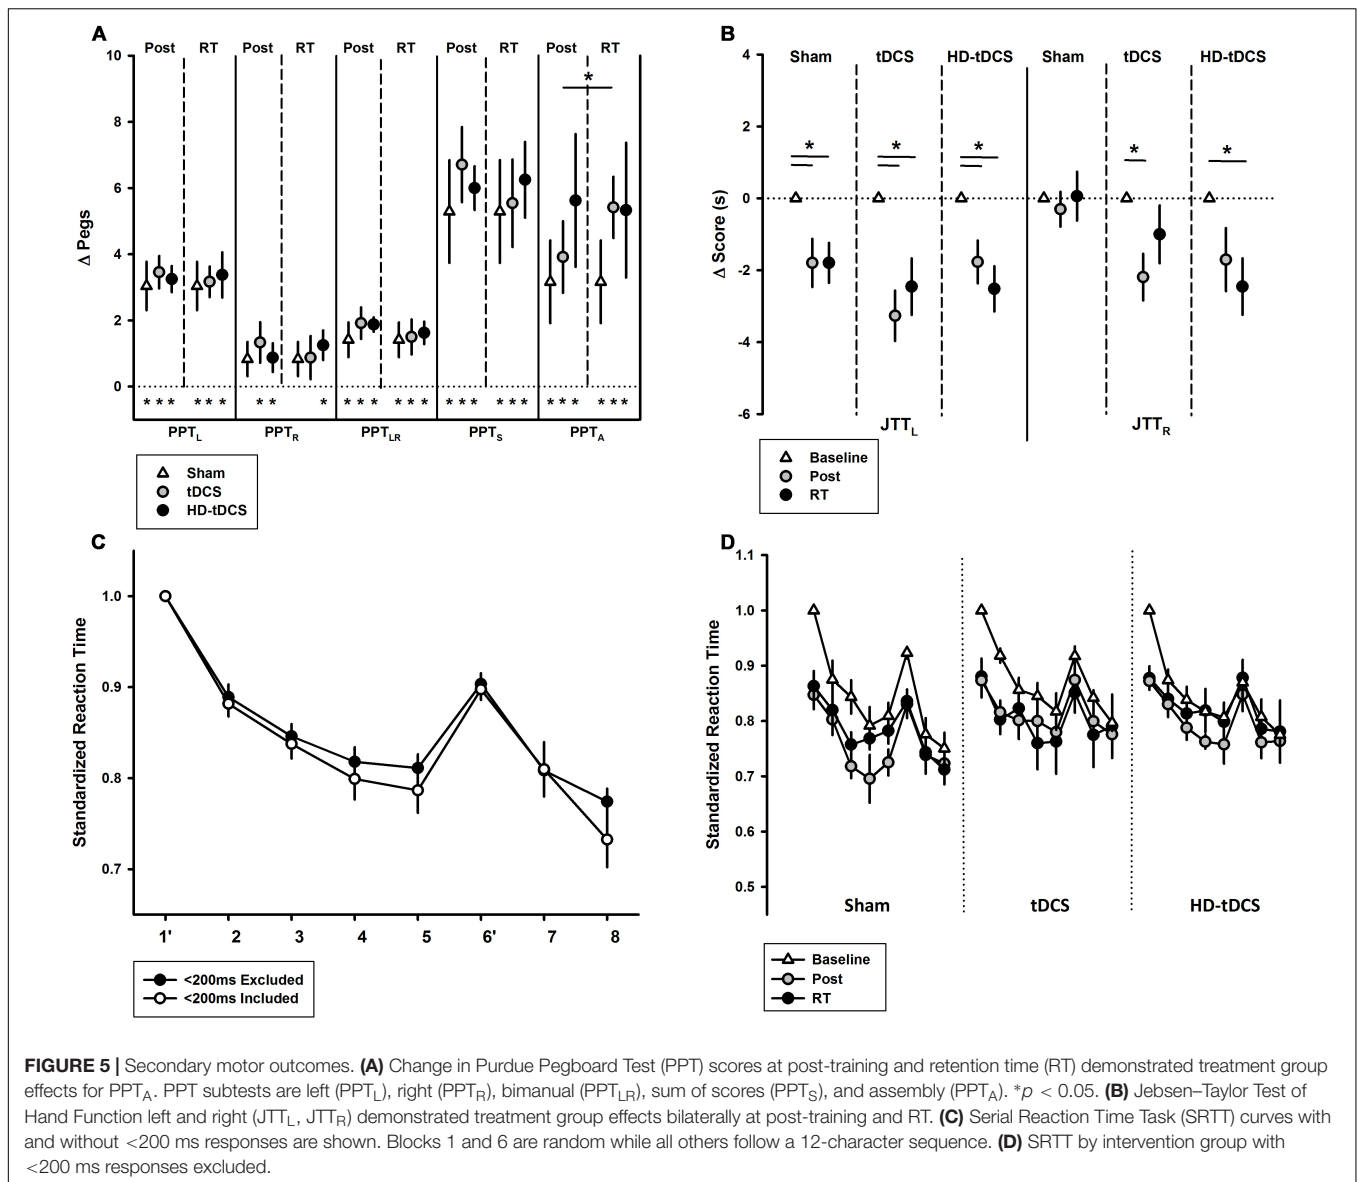 A
Post RT Post RT Post RT Post RT Post RT
10
8
6
4
2
0
Δ Pegs
*
* * * * * * * * * * * * * * * * * * * * * * * * * * *
PPTL PPTR PPTLR PPTS PPTA
Sham
tDCS
HD-tDCS
B
4
2
0
-2
-4
-6
Δ Score (s)
Sham tDCS HD-tDCS Sham tDCS HD-tDCS
* * * * *
JTTL JTTR
Baseline
Post
RT
C
1.0
0.9
0.8
0.7
Standardized Reaction Time
1' 2 3 4 5 6' 7 8
<200ms Excluded
<200ms Included
D
1.1
1.0
0.9
0.8
0.7
0.6
0.5
Standardized Reaction Time
Sham tDCS HD-tDCS
Baseline
Post
RT
FIGURE 5 | Secondary motor outcomes. (A) Change in Purdue Pegboard Test (PPT) scores at post-training and retention time (RT) demonstrated treatment group
effects for PPTA. PPT subtests are left (PPTL), right (PPTR), bimanual (PPTLR), sum of scores (PPTS), and assembly (PPTA). *p < 0.05. (B) Jebsen–Taylor Test of
Hand Function left and right (JTTL, JTTR) demonstrated treatment group effects bilaterally at post-training and RT. (C) Serial Reaction Time Task (SRTT) curves with
and without <200 ms responses are shown. Blocks 1 and 6 are random while all others follow a 12-character sequence. (D) SRTT by intervention group with
<200 ms responses excluded.